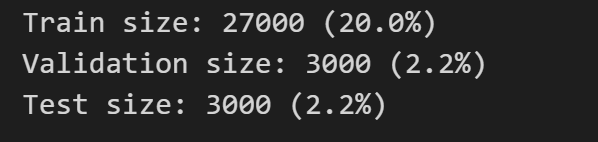 Train size: 27000 (20.0%)
Validation size: 3000 (2.2%)
Test size: 3000 (2.2%)